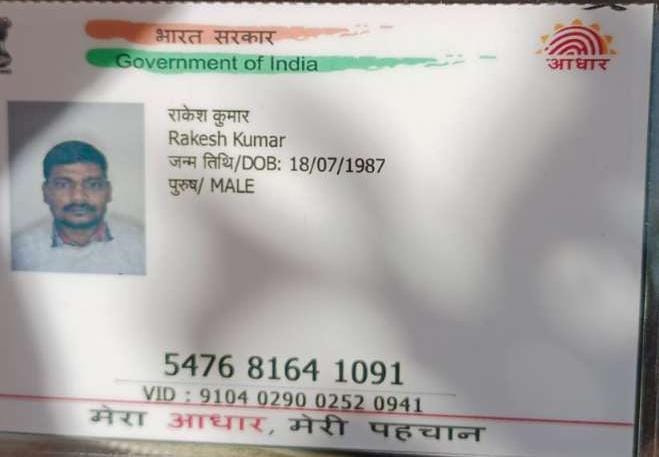 भारत सरकार
Government of India
आधार
राकेश कुमार
Rakesh Kumar
जन्म तिथि/DOB: 18/07/1987
पुरुष/ MALE
5476 8164 1091
VID : 9104 0290 0252 0941
मेरा आधार, मेरी पहचान